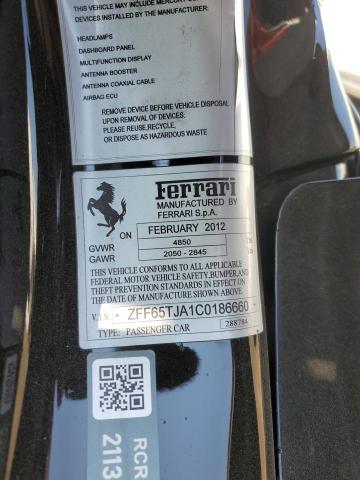 THIS VEHICLE MAY INCLUDE MERCURY
DEVICES INSTALLED BY THE MANUFACTURER:
HEADLAMPS
DASHBOARD PANEL
MULTIFUNCTION DISPLAY
ANTENNA BOOSTER
ANTENNA COAXIAL CABLE
AIRBAG ECU
REMOVE DEVICE BEFORE VEHICLE DISPOSAL
UPON REMOVAL OF DEVICES:
PLEASE REUSE, RECYCLE
OR DISPOSE AS HAZARDOUS WASTE
Ferrari
MANUFACTURED BY
FERRARI S.p.A.
ON FEBRUARY 2012
GVWR 4850
GAWR 2050 - 2845
THIS VEHICLE CONFORMS TO ALL APPLICABLE
FEDERAL MOTOR VEHICLE SAFETY,BUMPER,AND
THEFT PREVENTION STANDARDS IN EFFECT ON
THE DATE OF MANUFACTURE SHOWN ABOVE.
V.I.N: ZFF65TJA1C0186660
TYPE: PASSENGER CAR 288784
RCR
2113